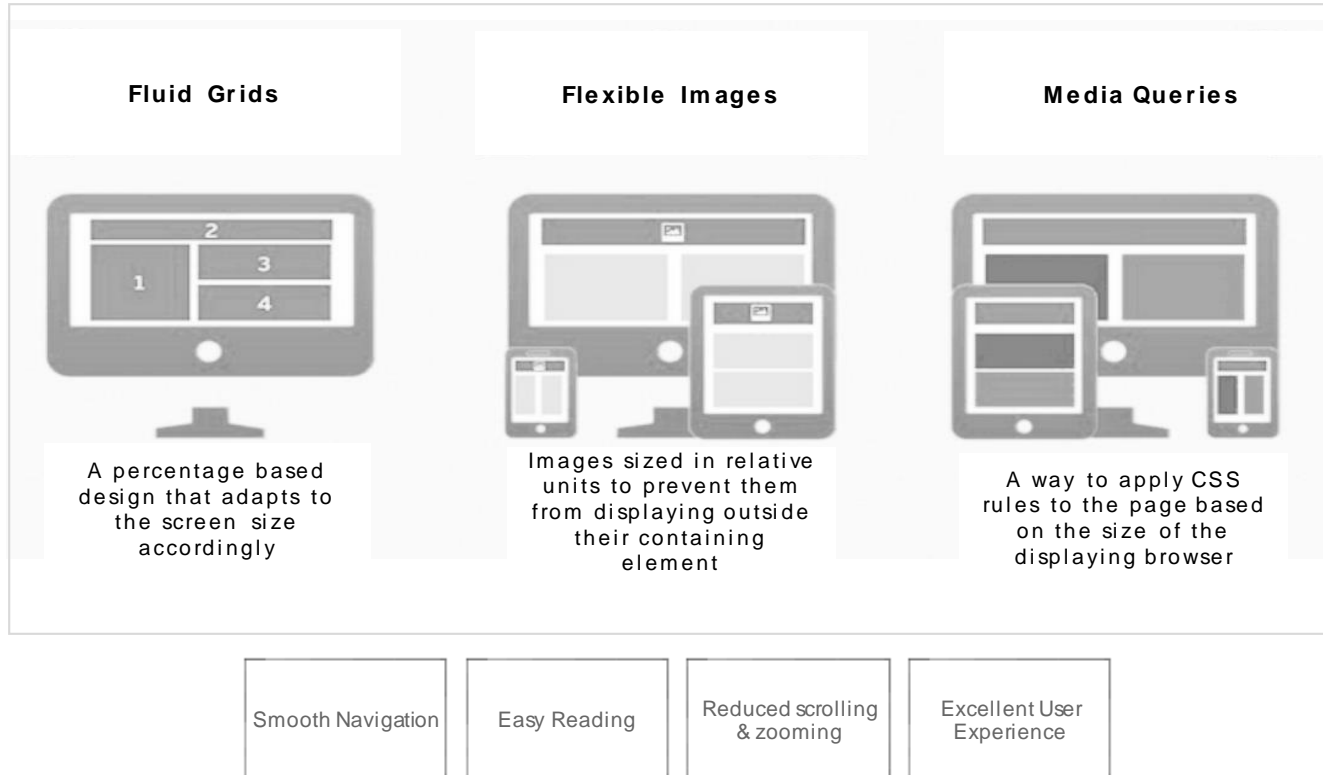 Fluid Grids
Flexible Images
Media Queries
2
1
3
4
A percentage based
design that adapts to
the screen size
accordingly
Images sized in relative
units to prevent them
from displaying outside
their containing
element
A way to apply CSS
rules to the page based
on the size of the
displaying browser
Smooth Navigation
Easy Reading
Reduced scrolling
& zooming
Excellent User
Experience